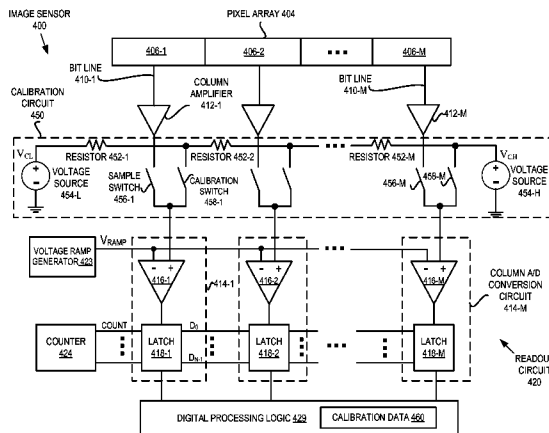 IMAGE SENSOR
400
PIXEL ARRAY 404
406-1
406-2
406-M
BIT LINE
410-1
COLUMN
AMPLIFIER
412-1
BIT LINE
410-M
412-M
CALIBRATION
CIRCUIT
450
VCL
RESISTOR 452-1
RESISTOR 452-2
RESISTOR 452-M
VCH
VOLTAGE
SOURCE
454-L
SAMPLE
SWITCH
456-1
CALIBRATION
SWITCH
458-1
456-M
458-M
VOLTAGE
SOURCE
454-H
VOLTAGE RAMP
GENERATOR 423
VRAMP
- +
416-1
- +
416-2
- +
416-M
414-1
COLUMN A/D
CONVERSION
CIRCUIT
414-M
COUNTER
424
COUNT
LATCH
418-1
D0
DN-1
LATCH
418-2
LATCH
418-M
READOUT
CIRCUIT
420
DIGITAL PROCESSING LOGIC 429
CALIBRATION DATA 460